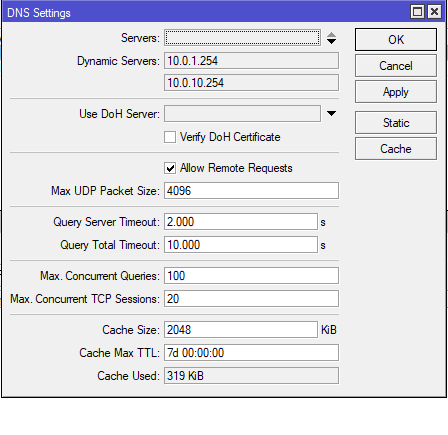 DNS Settings
Servers:
OK
Dynamic Servers: 10.0.1.254
Cancel
10.0.10.254
Apply
Use DoH Server:
Static
Verify DoH Certificate
Cache
Allow Remote Requests
Max UDP Packet Size: 4096
Query Server Timeout: 2.000 s
Query Total Timeout: 10.000 s
Max. Concurrent Queries: 100
Max. Concurrent TCP Sessions: 20
Cache Size: 2048 KiB
Cache Max TTL: 7d 00:00:00
Cache Used: 319 KiB